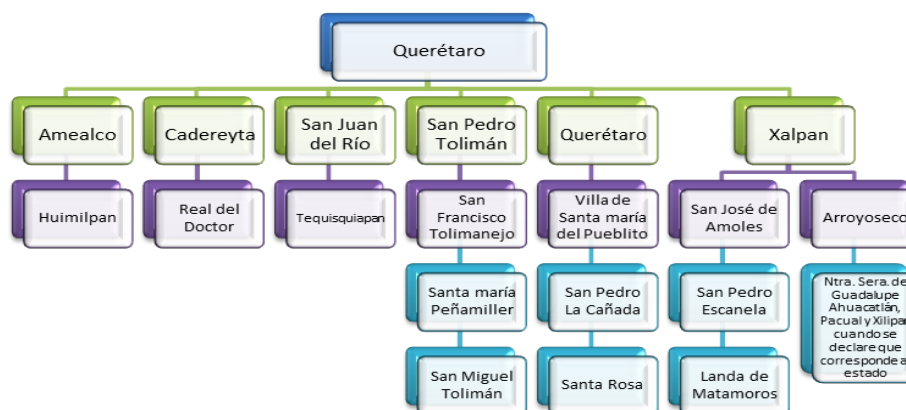 Querétaro
Amealco
Cadereyta
San Juan
del Río
San Pedro
Tolimán
Querétaro
Xalpan
Huimilpan
Real del
Doctor
Tequisquiapan
San
Francisco
Tolimanejo
Villa de
Santa maría
del Pueblito
San José de
Amoles
Arroyoseco
Santa maría
Peñamiller
San Pedro
La Cañada
San Pedro
Escanela
Ntra. Sera. de
Guadalupe
Ahuacatlán,
Pacual y Xilipan
cuando se
declare que
corresponde al
estado
San Miguel
Tolimán
Santa Rosa
Landa de
Matamoros